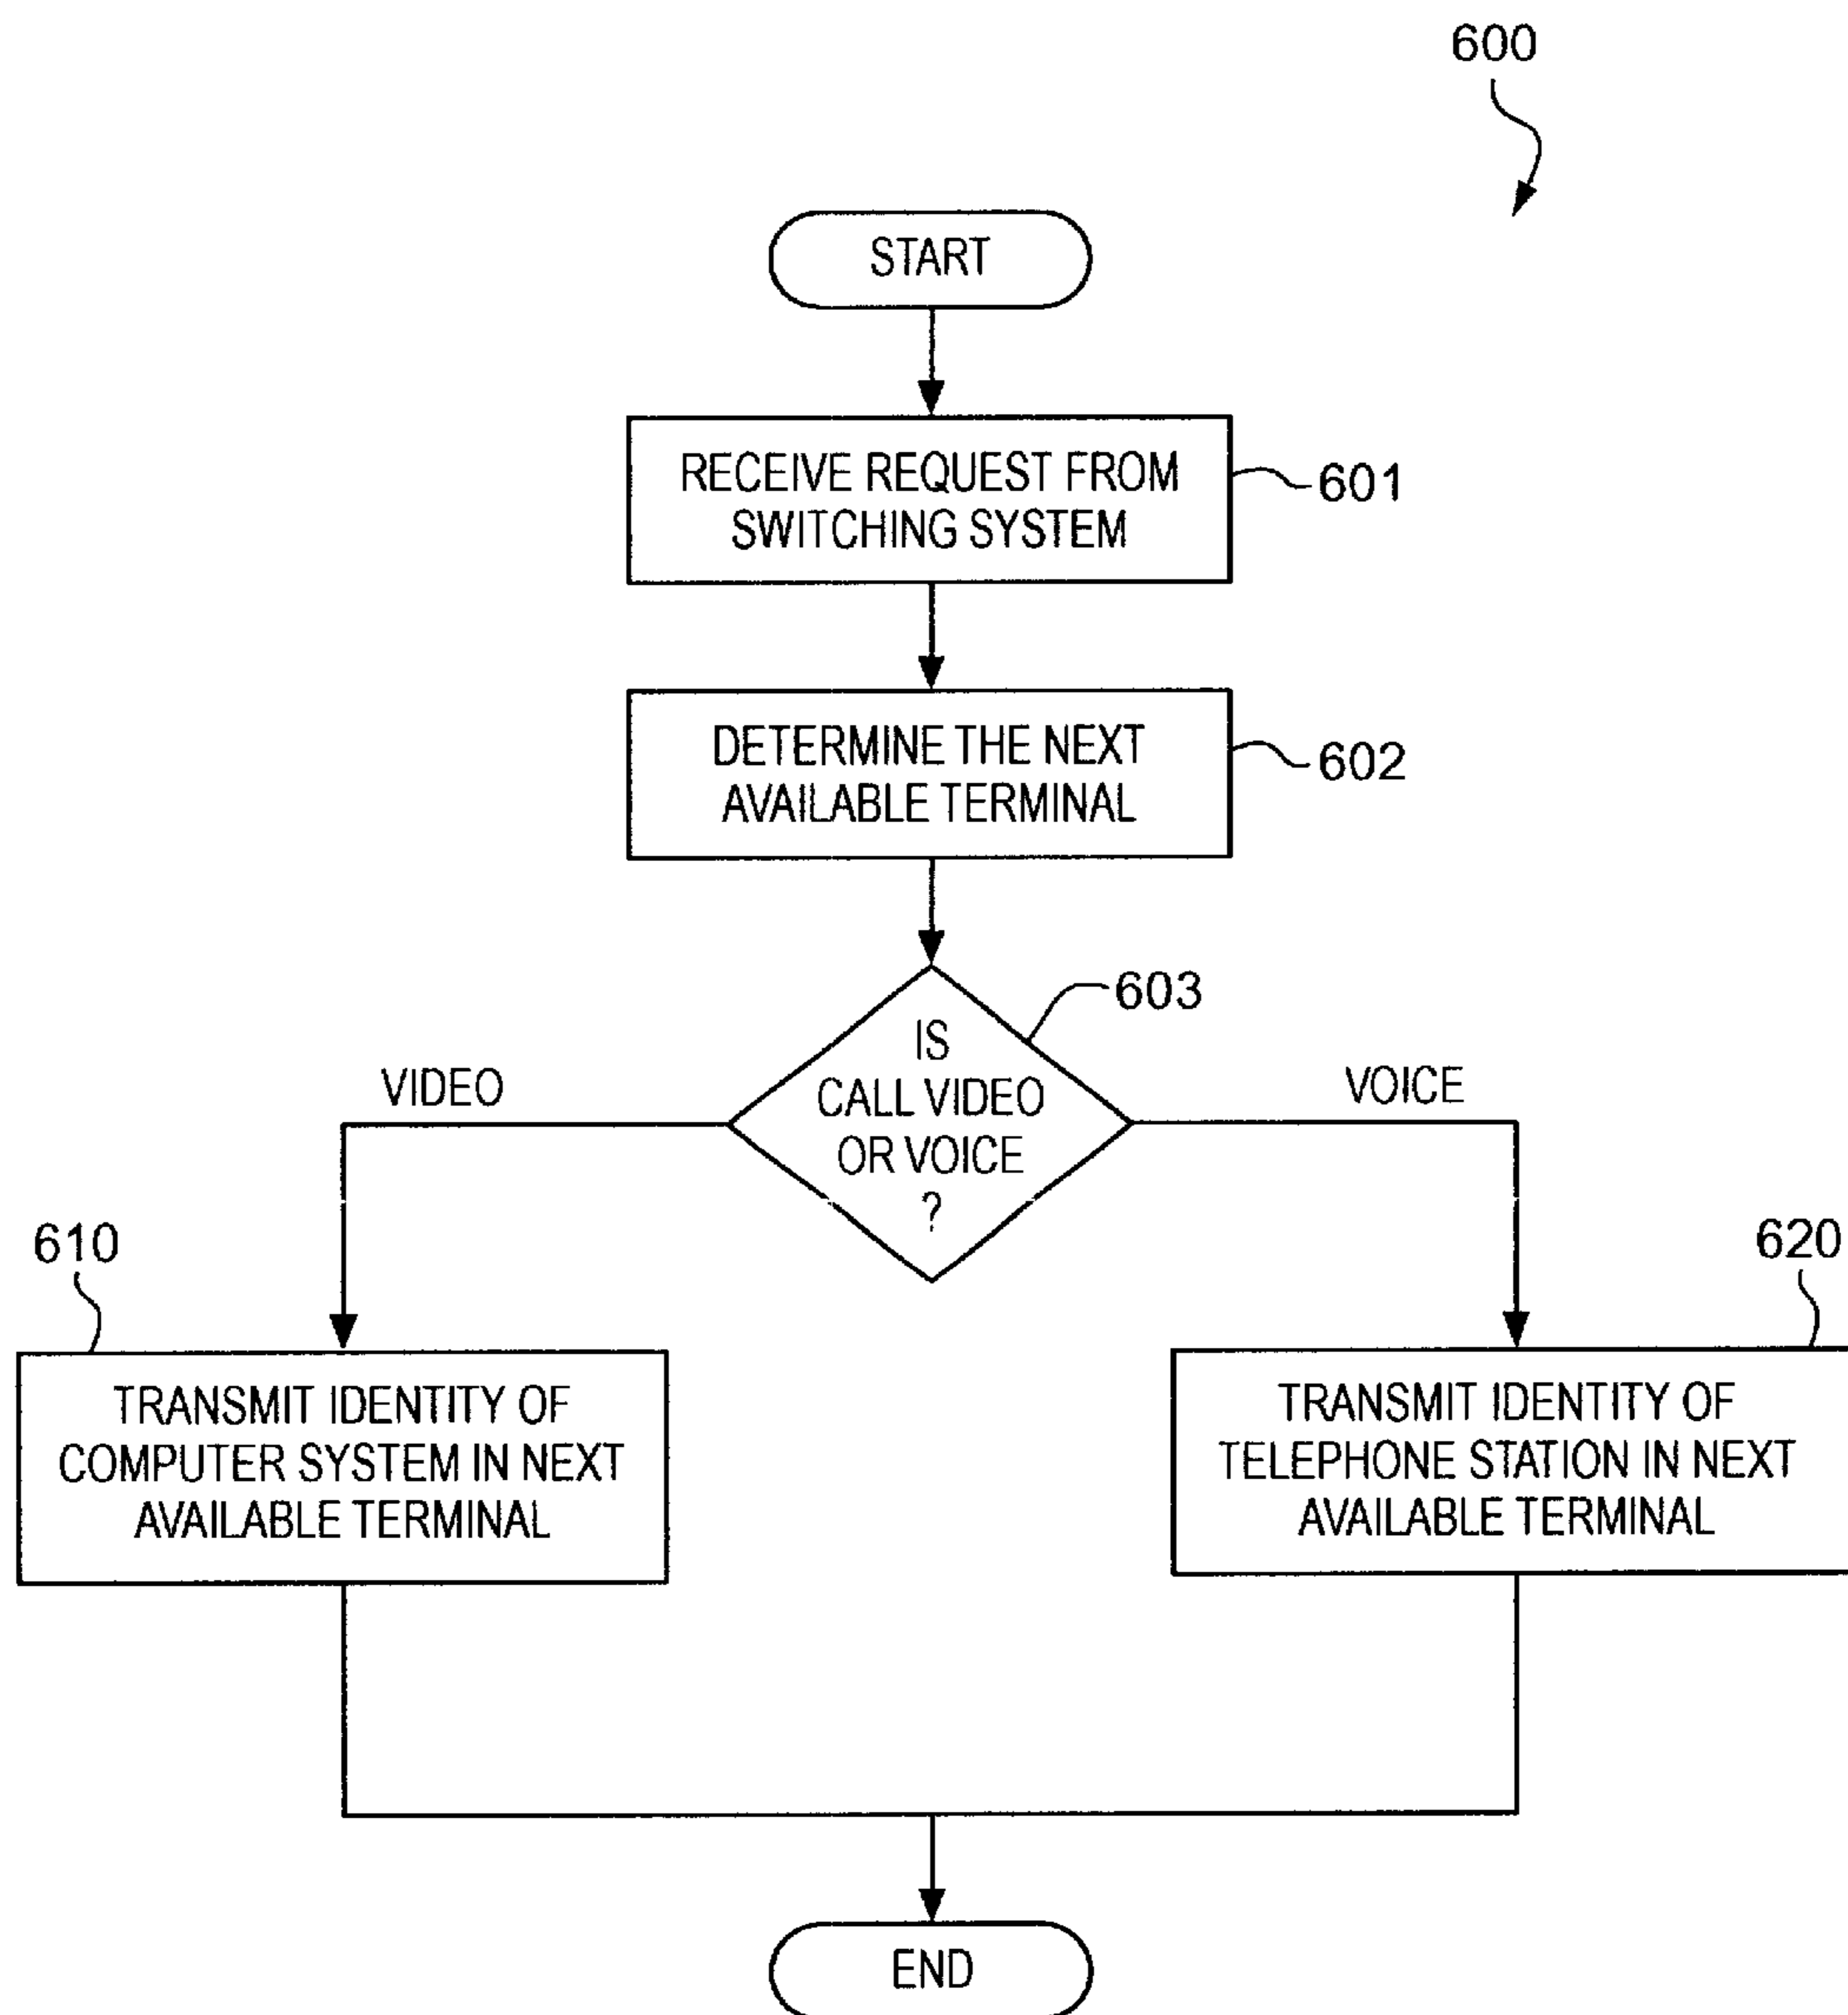 600
START
RECEIVE REQUEST FROM
SWITCHING SYSTEM
601
DETERMINE THE NEXT
AVAILABLE TERMINAL
602
603
IS
CALL VIDEO
OR VOICE
?
VIDEO
VOICE
610
TRANSMIT IDENTITY OF
COMPUTER SYSTEM IN NEXT
AVAILABLE TERMINAL
620
TRANSMIT IDENTITY OF
TELEPHONE STATION IN NEXT
AVAILABLE TERMINAL
END